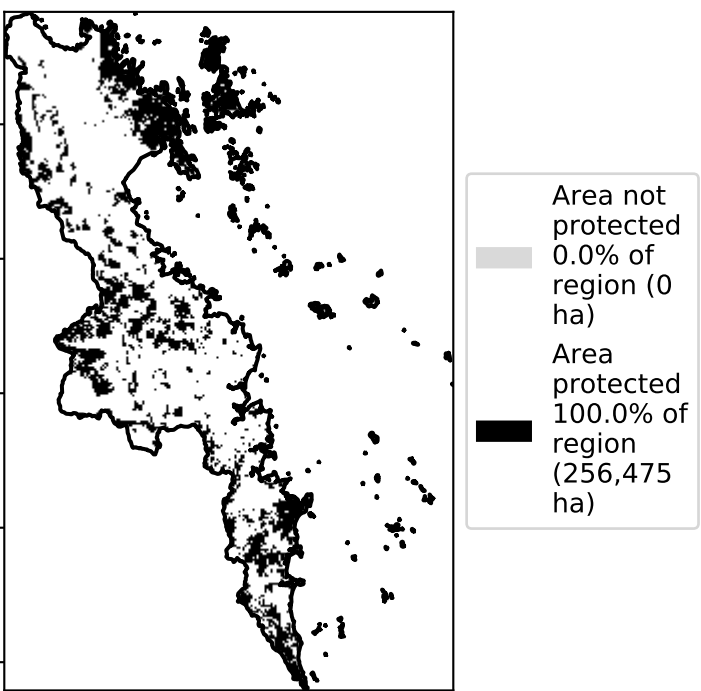 Area not
protected
0.0% of
region (0
ha)
Area
protected
100.0% of
region
(256,475
ha)